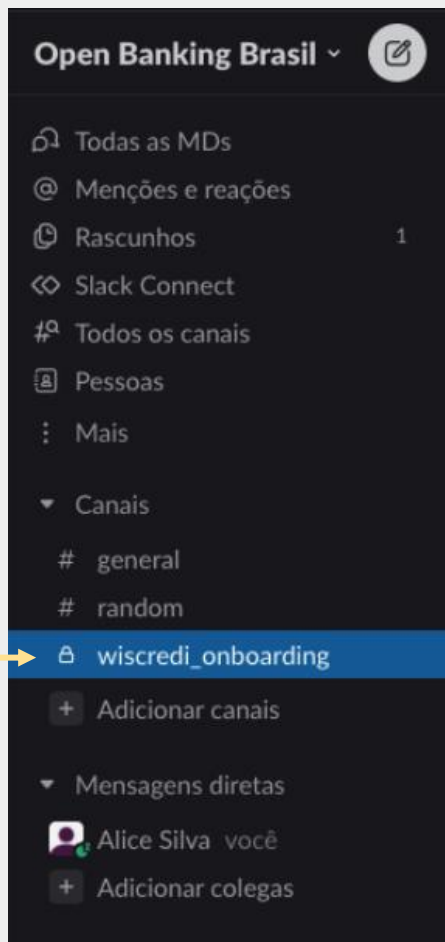 Open Banking Brasil
Todas as MDs
Menções e reações
Rascunhos 1
Slack Connect
Todos os canais
Pessoas
Mais
Canais
# general
# random
wiscredi_onboarding
+ Adicionar canais
Mensagens diretas
Alice Silva você
+ Adicionar colegas